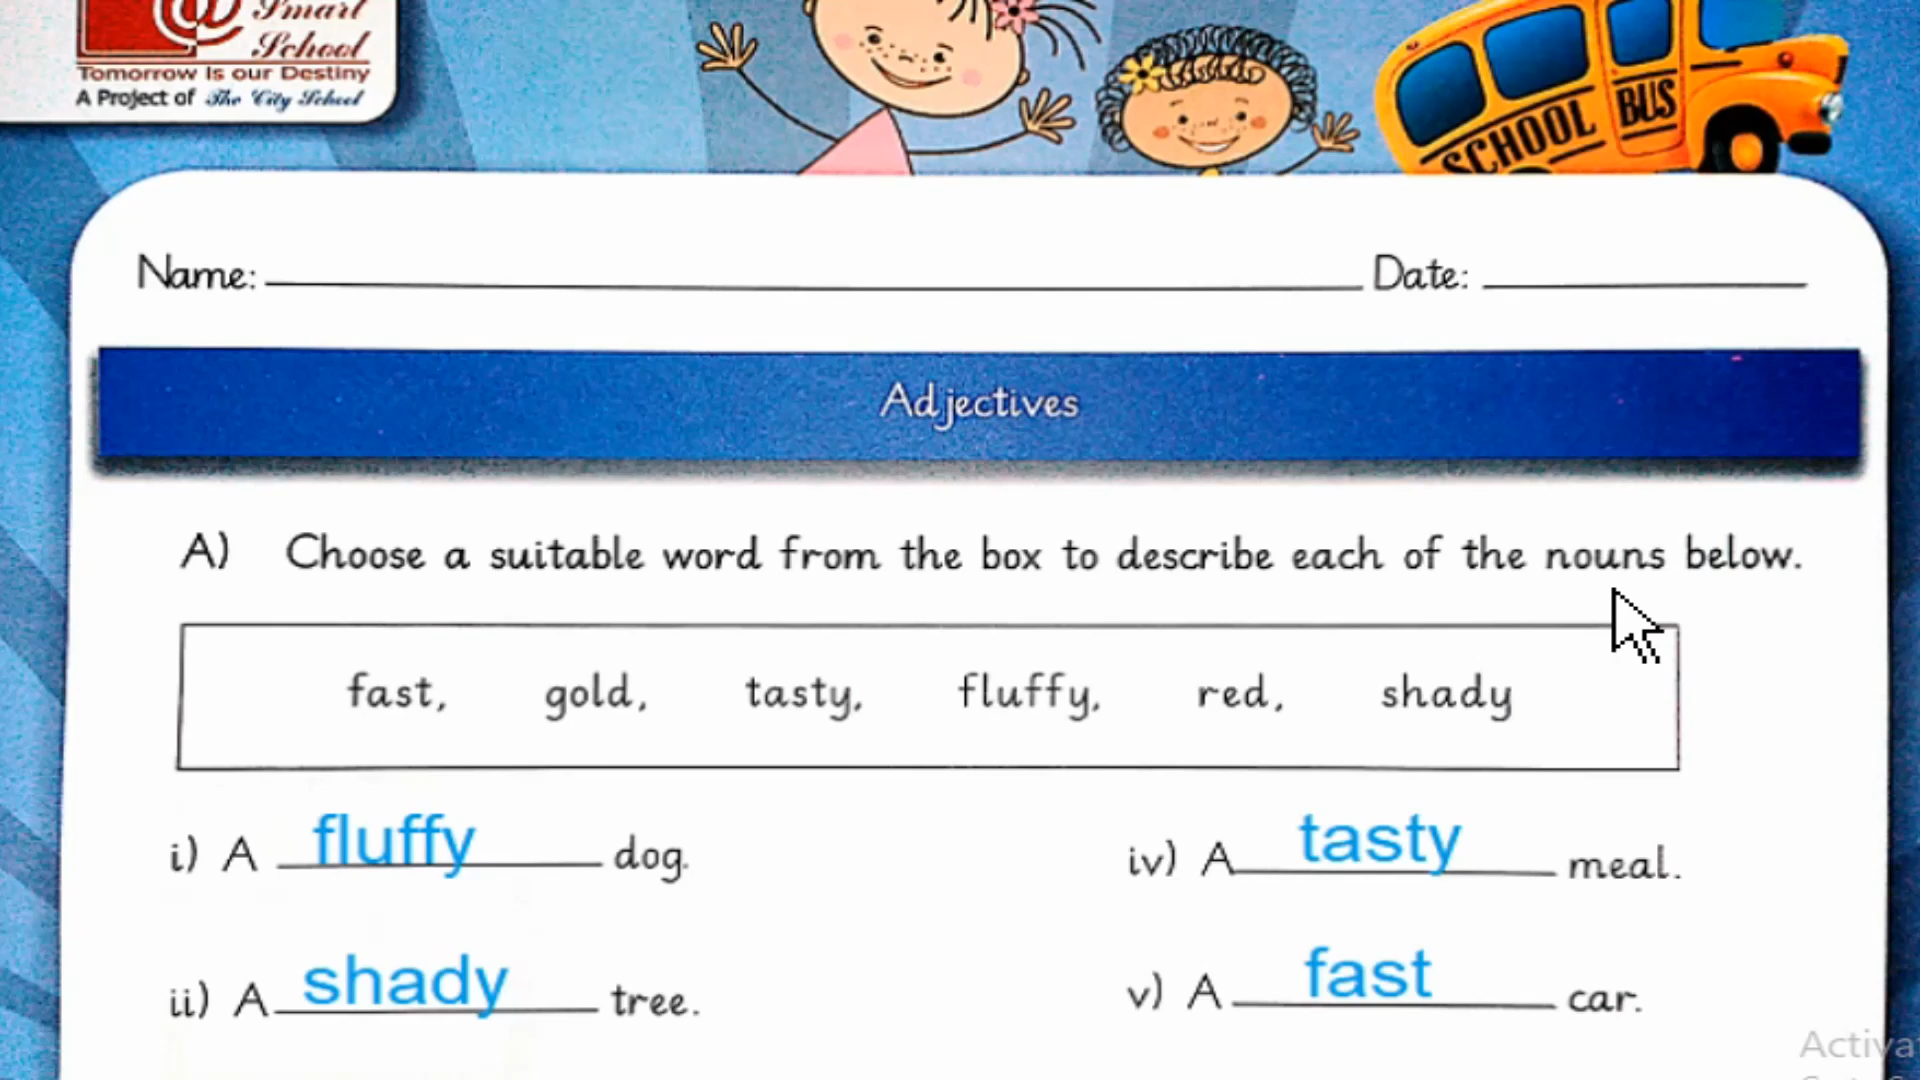 Smart
School
Tomorrow Is our Destiny
A Project of The City School
SCHOOL BUS
Name: Date:
Adjectives
A) Choose a suitable word from the box to describe each of the nouns below.
fast, gold, tasty, fluffy, red, shady
i) A fluffy dog.
iv) A tasty meal.
ii) A shady tree.
v) A fast car.